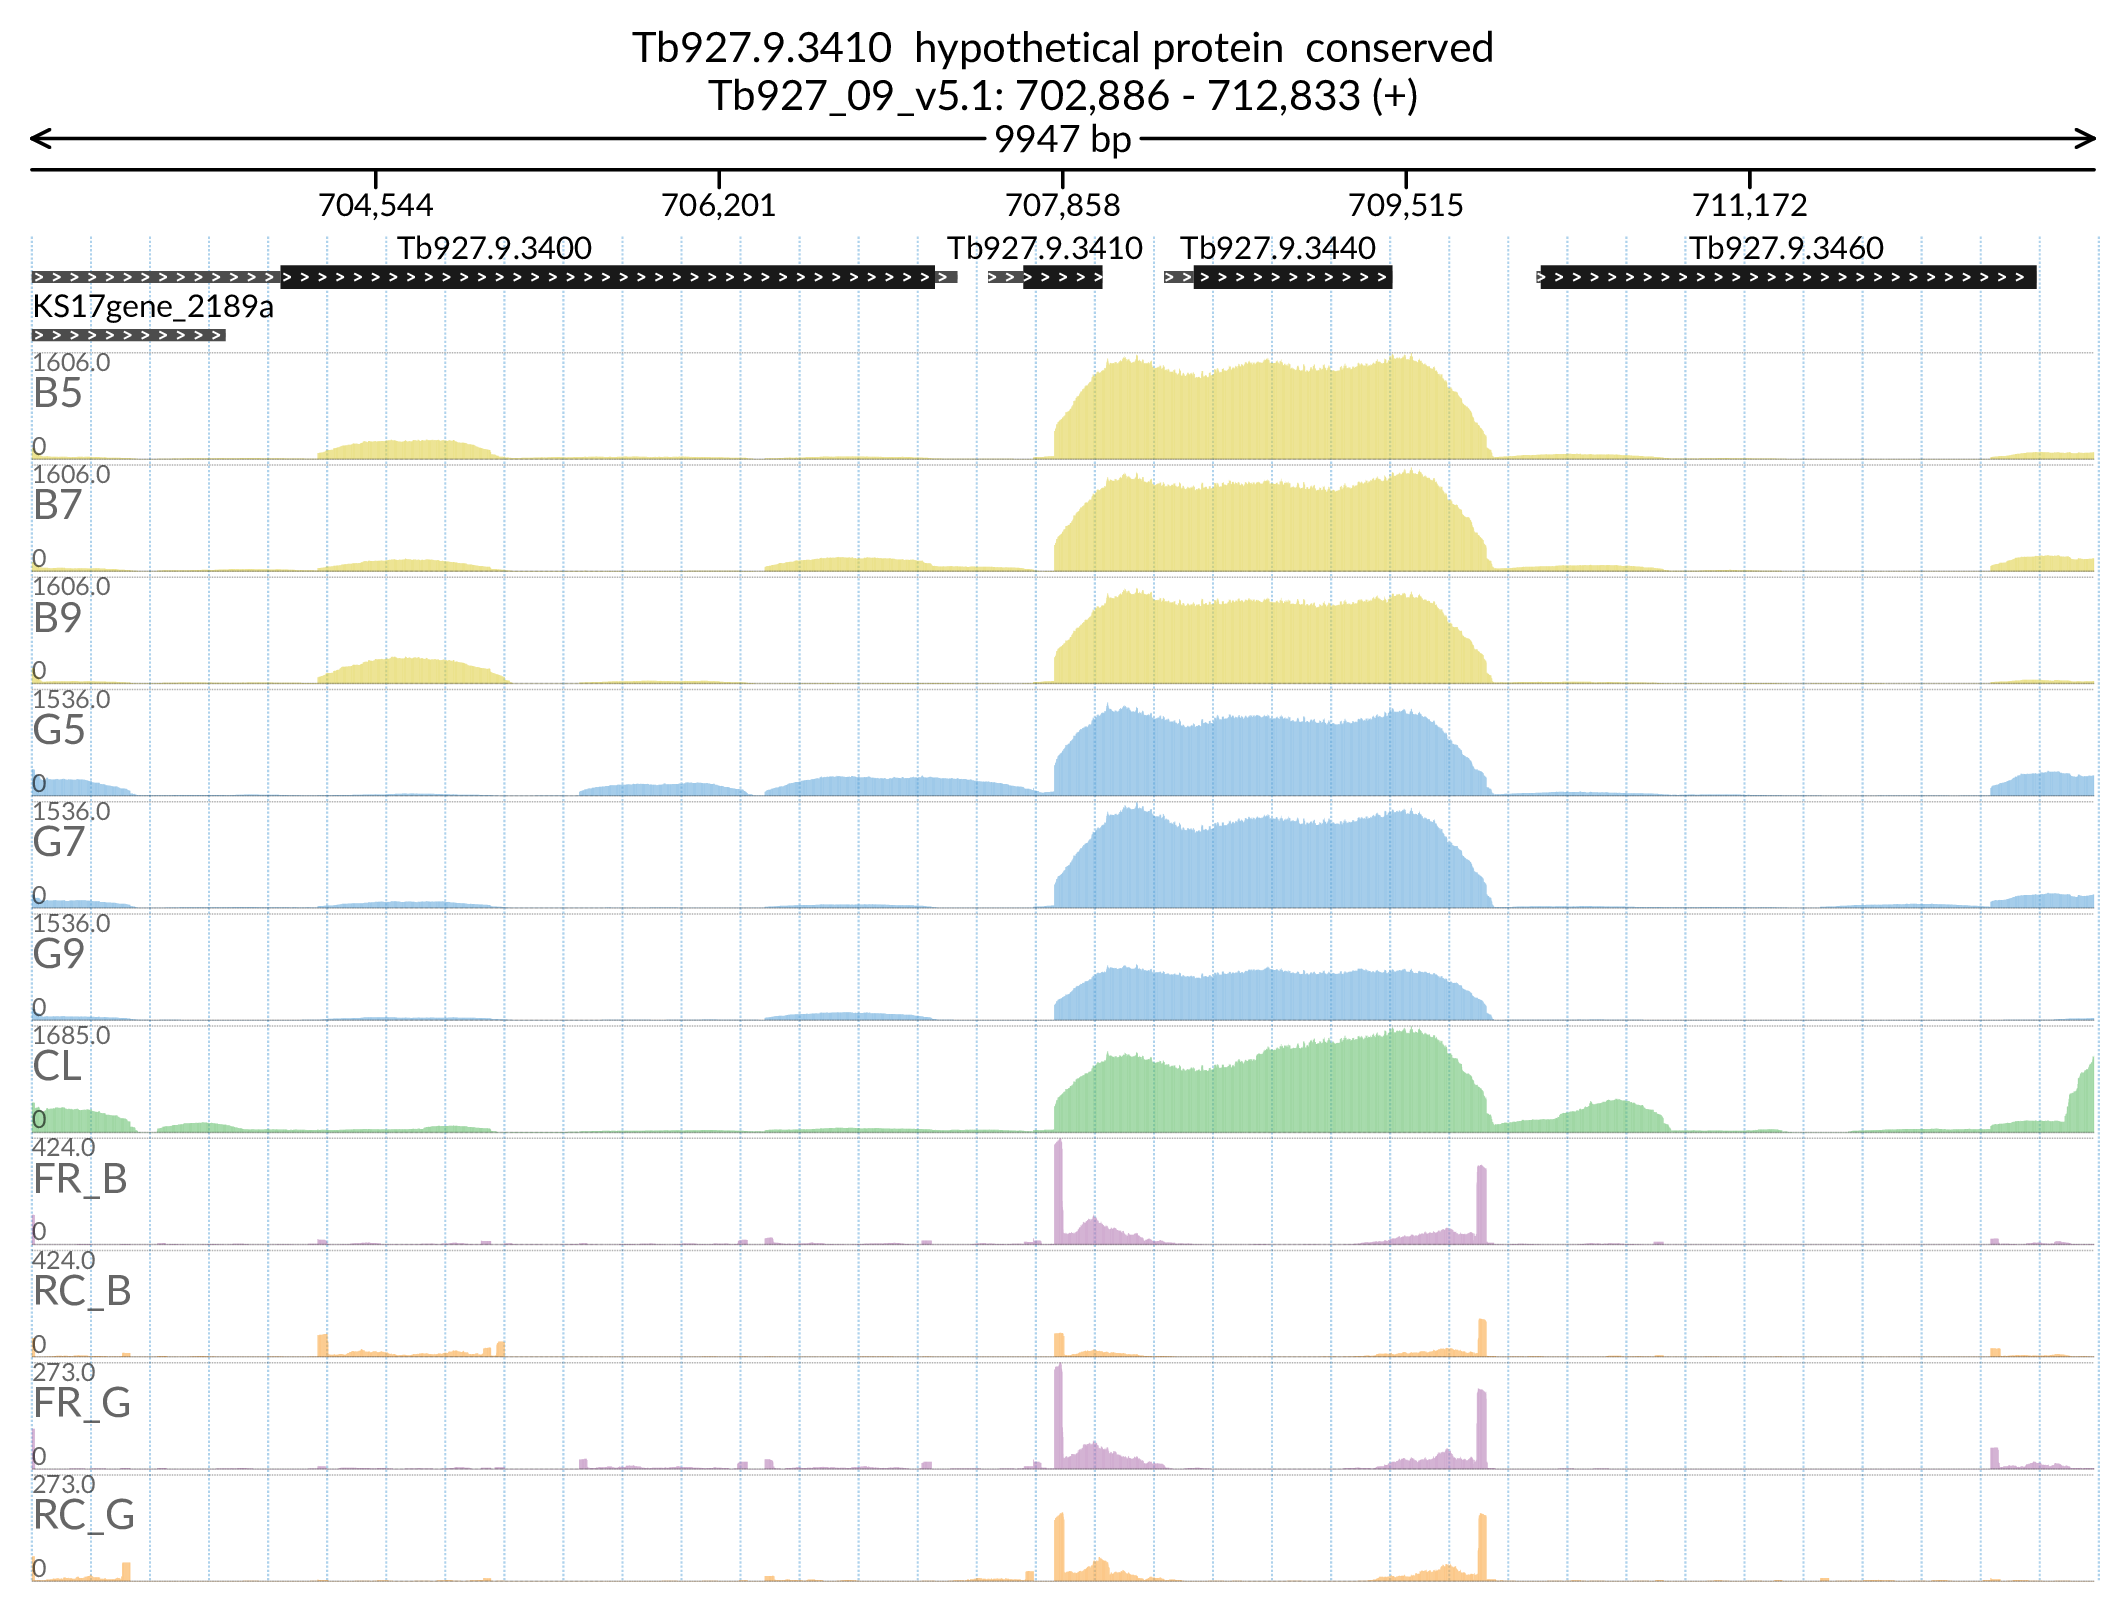 Tb927.9.3410 hypothetical protein conserved
Tb927_09_v5.1: 702,886 - 712,833 (+)
9947 bp
704,544 706,201 707,858 709,515 711,172
Tb927.9.3400 Tb927.9.3410 Tb927.9.3440 Tb927.9.3460
KS17gene_2189a
1606.0
B5
0
1606.0
B7
0
1606.0
B9
0
1536.0
G5
0
1536.0
G7
0
1536.0
G9
0
1685.0
CL
0
424.0
FR_B
0
424.0
RC_B
0
273.0
FR_G
0
273.0
RC_G
0